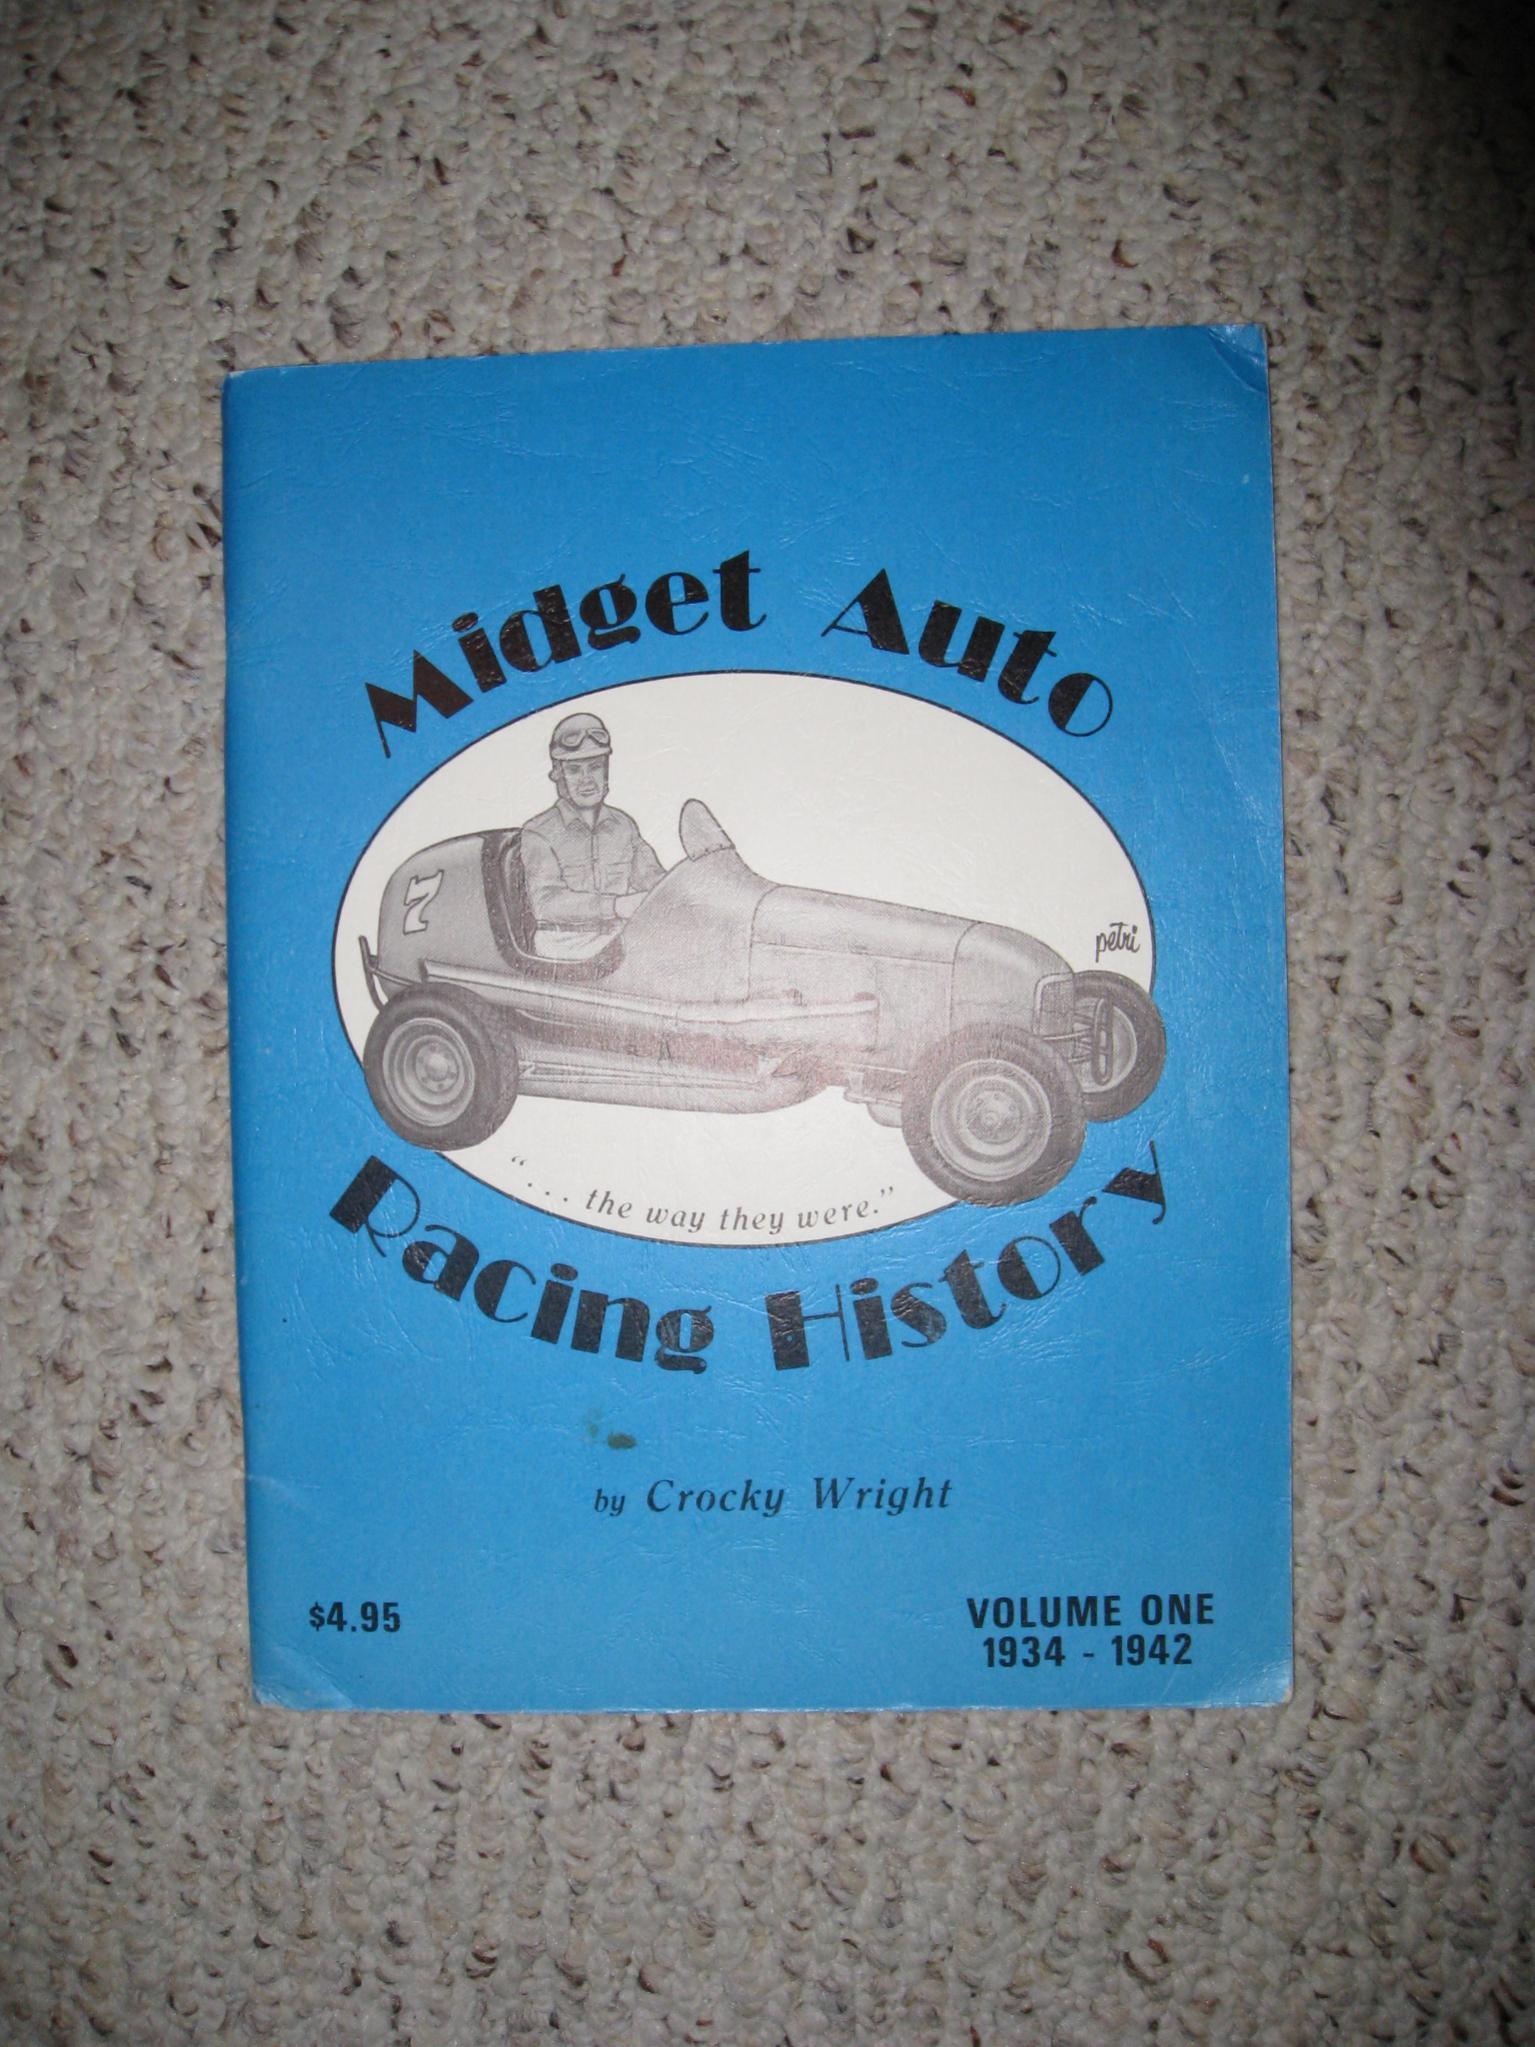 Midget Auto
7
petri
“. . . the way they were.”
Racing History
by Crocky Wright
$4.95
VOLUME ONE
1934 - 1942